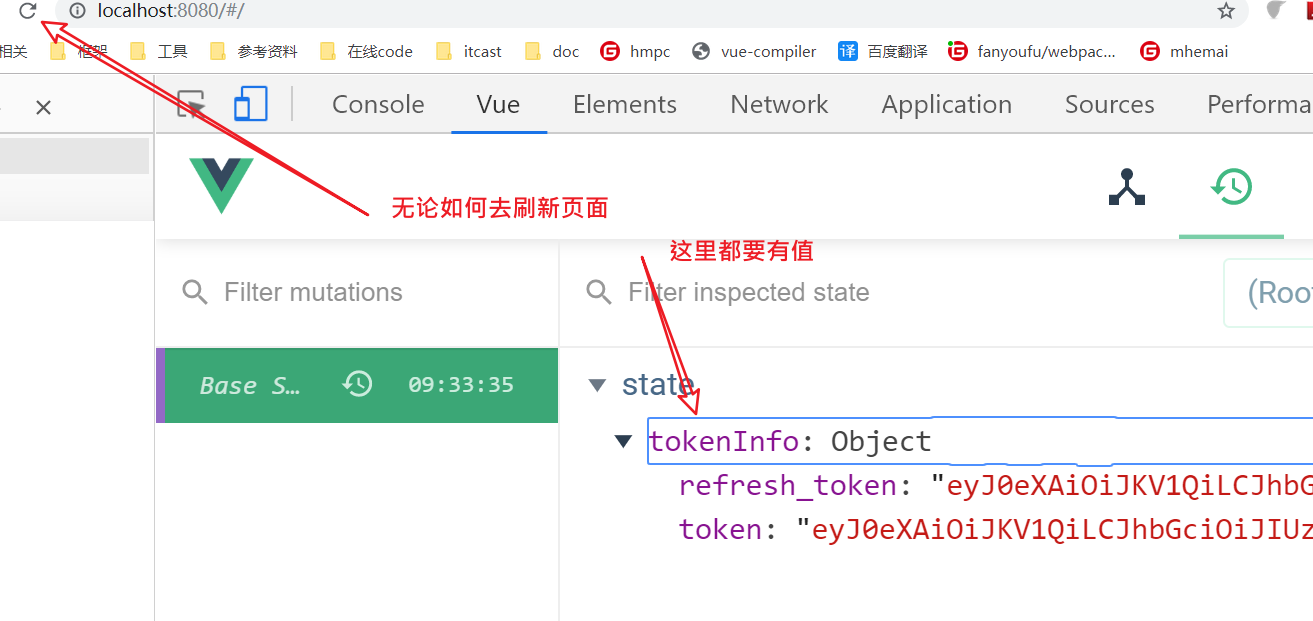 localhost:8080/#/
相关 框架 工具 参考资料 在线code itcast doc hmpc vue-compiler 译 百度翻译 fanyoufu/webpac... mhemai
Console Vue Elements Network Application Sources Performa
无论如何去刷新页面
这里都要有值
Filter mutations
Filter inspected state
(Roo
Base S… 09:33:35
state
tokenInfo: Object
refresh_token: "eyJ0eXAiOiJKV1QiLCJhbG
token: "eyJ0eXAiOiJKV1QiLCJhbGciOiJIUz